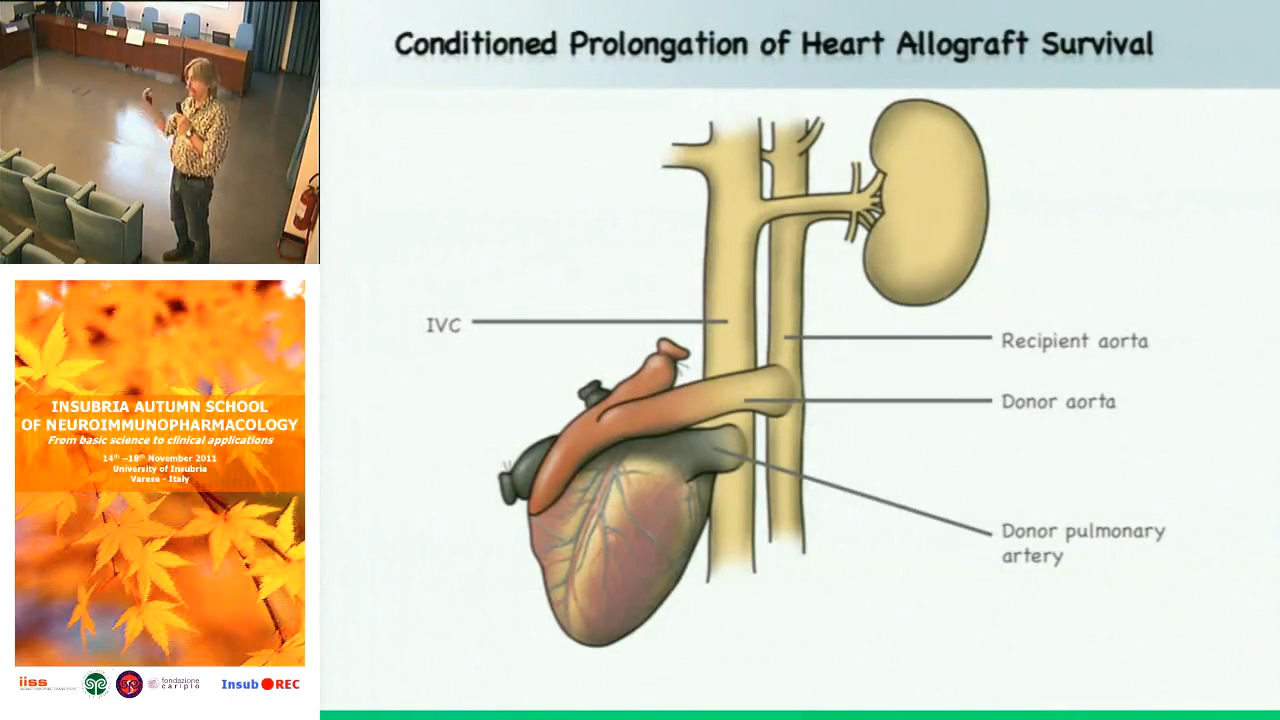 Conditioned Prolongation of Heart Allograft Survival
IVC
Recipient aorta
Donor aorta
Donor pulmonary
artery
INSUBRIA AUTUMN SCHOOL
OF NEUROIMMUNOPHARMACOLOGY
From basic science to clinical applications
14th –18th November 2011
University of Insubria
Varese - Italy
iiss
fondazione
cariplo
Insub REC